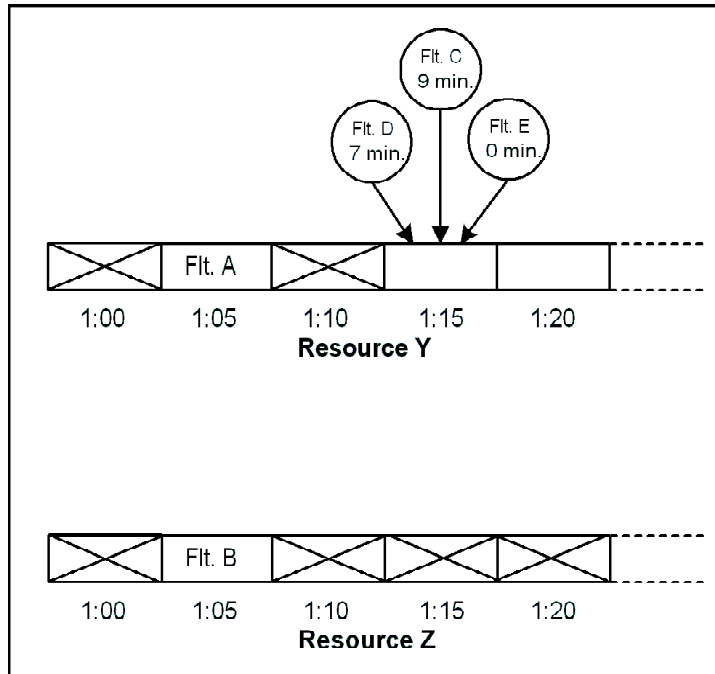 Flt. C
9 min.
Flt. D
7 min.
Flt. E
0 min.
Flt. A
1:00 1:05 1:10 1:15 1:20
Resource Y
Flt. B
1:00 1:05 1:10 1:15 1:20
Resource Z